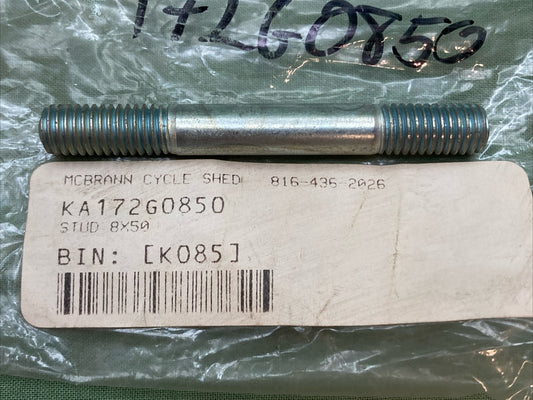 172G0850
MCBRANN CYCLE SHED 816-436-2026
KA172G0850
STUD 8X50
BIN: [K085]